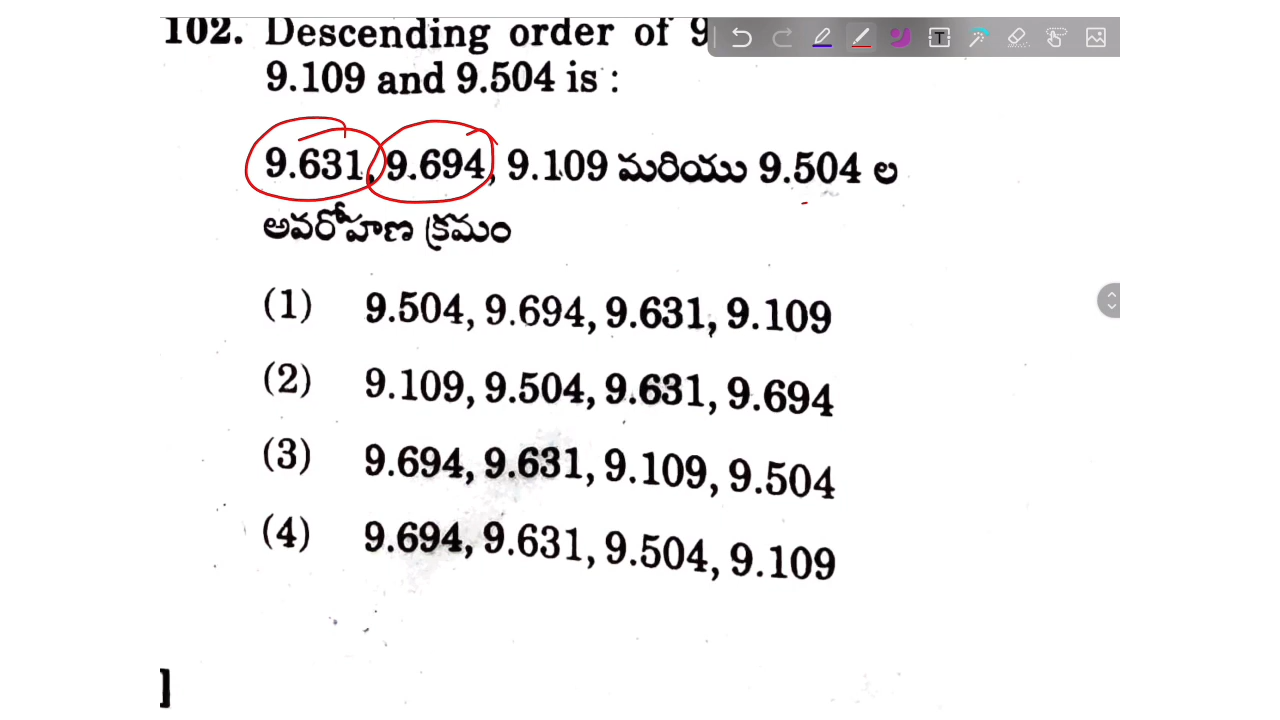 102. Descending order of 9
9.109 and 9.504 is :
9.631, 9.694, 9.109 మరియు 9.504 ల
అవరోహణ క్రమం
(1) 9.504, 9.694, 9.631, 9.109
(2) 9.109, 9.504, 9.631, 9.694
(3) 9.694, 9.631, 9.109, 9.504
(4) 9.694, 9.631, 9.504, 9.109
]